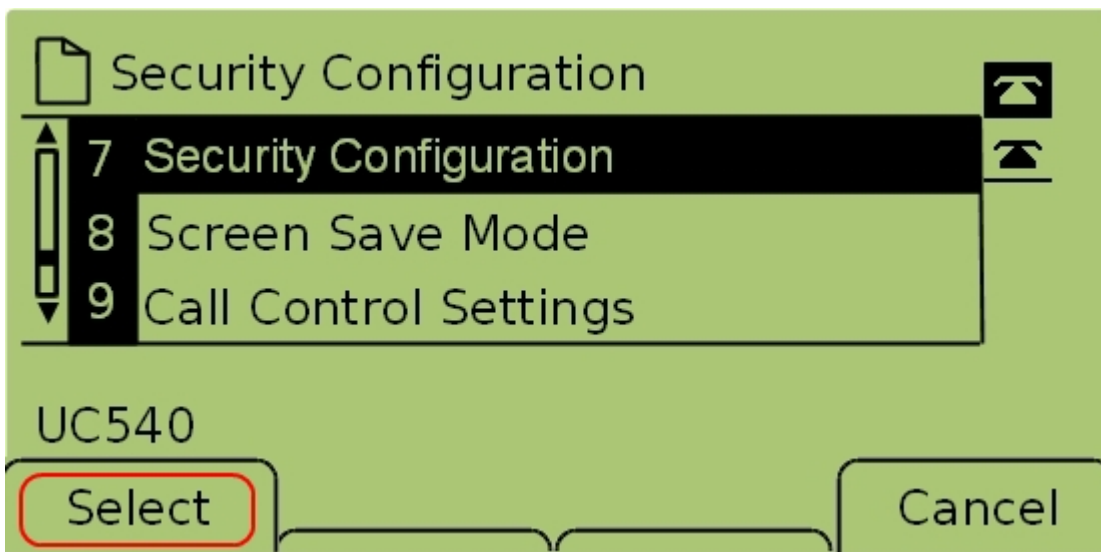 Security Configuration
7 Security Configuration
8 Screen Save Mode
9 Call Control Settings
UC540
Select Cancel